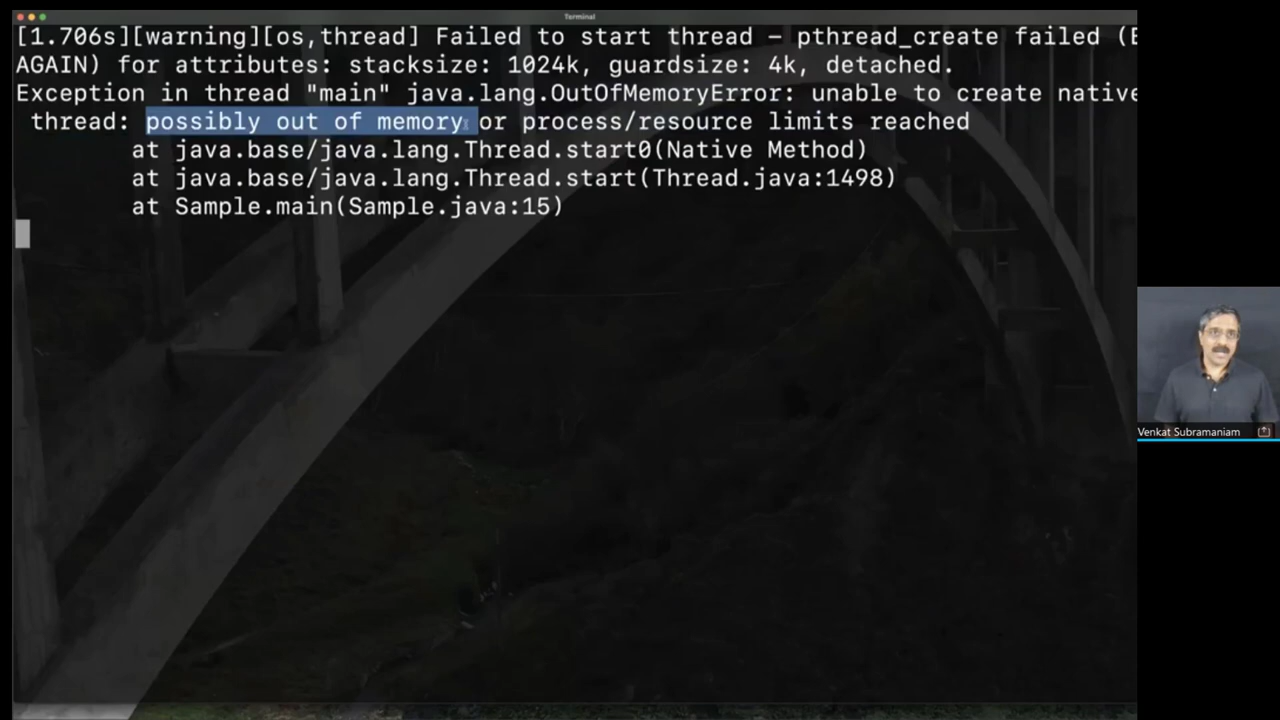 Terminal
[1.706s][warning][os,thread] Failed to start thread - pthread_create failed (E
AGAIN) for attributes: stacksize: 1024k, guardsize: 4k, detached.
Exception in thread "main" java.lang.OutOfMemoryError: unable to create native
thread: possibly out of memory or process/resource limits reached
at java.base/java.lang.Thread.start0(Native Method)
at java.base/java.lang.Thread.start(Thread.java:1498)
at Sample.main(Sample.java:15)
Venkat Subramaniam